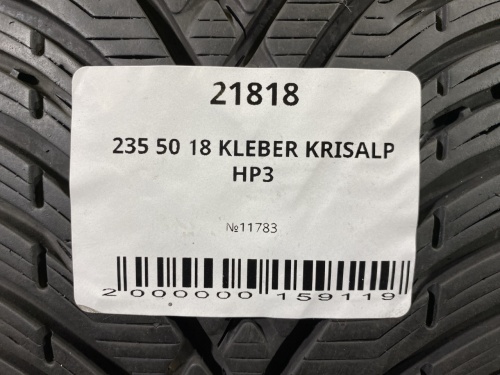 21818
235 50 18 KLEBER KRISALP
HP3
№11783
2 000000 159119